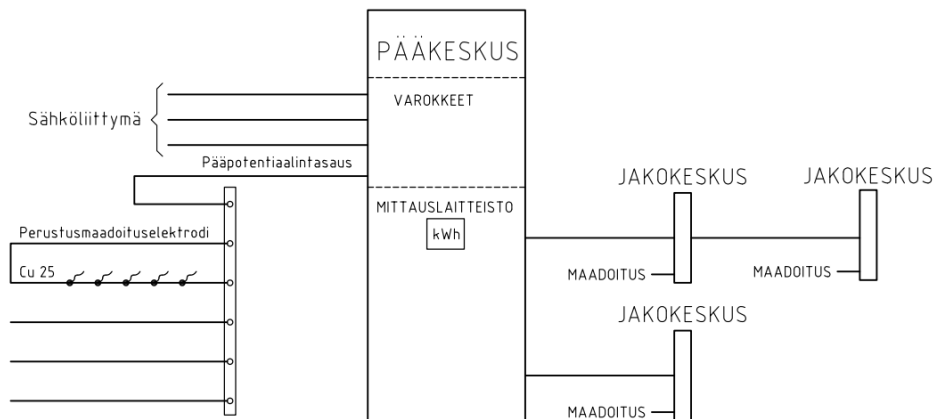 PÄÄKESKUS
VAROKKEET
Sähköliittymä
Pääpotentiaalintasaus
JAKOKESKUS
JAKOKESKUS
MITTAUSLAITTEISTO
kWh
Perustusmaadoituselektrodi
Cu 25
MAADOITUS
MAADOITUS
JAKOKESKUS
MAADOITUS